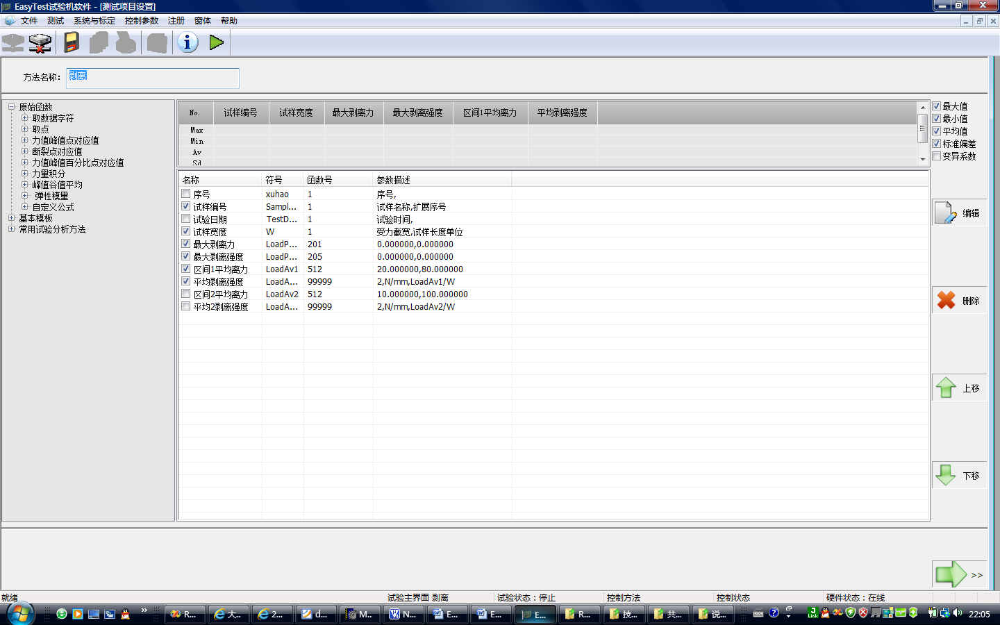 EasyTest试验机软件 - [测试项目设置]
文件 测试 系统与标定 控制参数 注册 窗体 帮助
方法名称： 剥离
原始函数
取数据字符
取点
力值峰值点对应值
断裂点对应值
力值峰值百分比点对应值
力量积分
峰值谷值平均
弹性模量
自定义公式
基本模板
常用试验分析方法
No. 试样编号 试样宽度 最大剥离力 最大剥离强度 区间1平均离力 平均剥离强度
Max
Min
Av
Sd
最大值
最小值
平均值
标准偏差
变异系数
名称 符号 函数号 参数描述
序号 xuhao 1 序号,
试样编号 Sampl... 1 试样名称,扩展序号
试验日期 TestD... 1 试验时间,
试样宽度 W 1 受力截宽,试样长度单位
最大剥离力 LoadP... 201 0.000000,0.000000
最大剥离强度 LoadP... 205 0.000000,0.000000
区间1平均离力 LoadAv1 512 20.000000,80.000000
平均剥离强度 LoadA... 99999 2,N/mm,LoadAv1/W
区间2平均离力 LoadAv2 512 10.000000,100.000000
平均2剥离强度 LoadA... 99999 2,N/mm,LoadAv2/W
编辑
删除
上移
下移
>>
就绪 试验主界面 剥离 试验状态：停止 控制方法 控制状态 硬件状态：在线
» R... 大... 2... d... M... N... E... E... E... R... 技... 共... 说... J Link 22:05